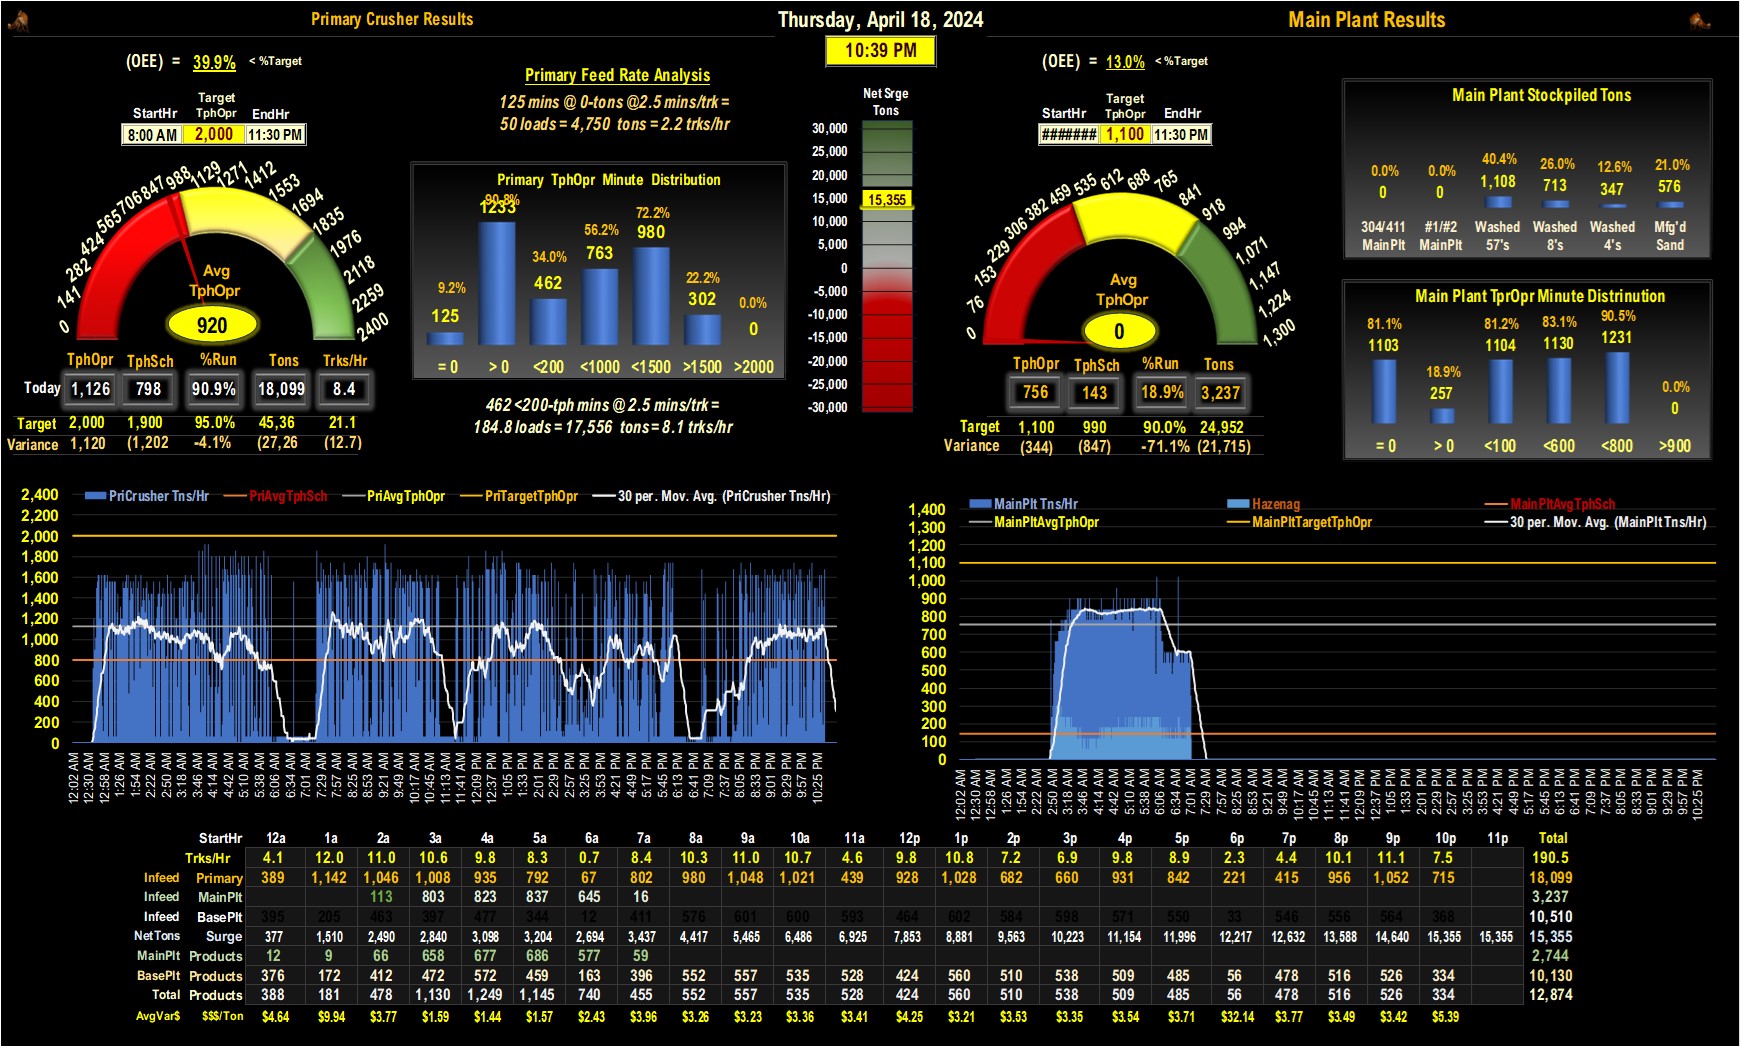 Primary Crusher Results
Thursday, April 18, 2024
Main Plant Results
10:39 PM
(OEE) = 39.9% < %Target
Target
StartHr TphOpr EndHr
8:00 AM 2,000 11:30 PM
0 141 282 424 565 706 847 988 1129 1271 1412 1553 1694 1835 1976 2118 2259 2400
Avg
TphOpr
920
TphOpr TphSch %Run Tons Trks/Hr
Today 1,126 798 90.9% 18,099 8.4
Target 2,000 1,900 95.0% 45,36 21.1
Variance 1,120 (1,202 -4.1% (27,26 (12.7)
Primary Feed Rate Analysis
125 mins @ 0-tons @2.5 mins/trk =
50 loads = 4,750 tons = 2.2 trks/hr
Primary TphOpr Minute Distribution
9.2% 90.8% 34.0% 56.2% 72.2% 22.2% 0.0%
125 1233 462 763 980 302 0
= 0 > 0 <200 <1000 <1500 >1500 >2000
462 <200-tph mins @ 2.5 mins/trk =
184.8 loads = 17,556 tons = 8.1 trks/hr
Net Srge
Tons
30,000
25,000
20,000
15,000
15,355
10,000
5,000
0
-5,000
-10,000
-15,000
-20,000
-25,000
-30,000
(OEE) = 13.0% < %Target
Target
StartHr TphOpr EndHr
####### 1,100 11:30 PM
0 76 153 229 306 382 459 535 612 688 765 841 918 994 1,071 1,147 1,224 1,300
Avg
TphOpr
0
TphOpr TphSch %Run Tons
756 143 18.9% 3,237
Target 1,100 990 90.0% 24,952
Variance (344) (847) -71.1% (21,715)
Main Plant Stockpiled Tons
0.0% 0.0% 40.4% 26.0% 12.6% 21.0%
0 0 1,108 713 347 576
304/411 #1/#2 Washed Washed Washed Mfg'd
MainPlt MainPlt 57's 8's 4's Sand
Main Plant TprOpr Minute Distrinution
81.1% 18.9% 81.2% 83.1% 90.5% 0.0%
1103 257 1104 1130 1231 0
= 0 > 0 <100 <600 <800 >900
PriCrusher Tns/Hr PriAvgTphSch PriAvgTphOpr PriTargetTphOpr 30 per. Mov. Avg. (PriCrusher Tns/Hr)
2,400
2,200
2,000
1,800
1,600
1,400
1,200
1,000
800
600
400
200
0
12:02 AM 12:30 AM 12:58 AM 1:26 AM 1:54 AM 2:22 AM 2:50 AM 3:18 AM 3:46 AM 4:14 AM 4:42 AM 5:10 AM 5:38 AM 6:06 AM 6:34 AM 7:01 AM 7:29 AM 7:57 AM 8:25 AM 8:53 AM 9:21 AM 9:49 AM 10:17 AM 10:45 AM 11:13 AM 11:41 AM 12:09 PM 12:37 PM 1:05 PM 1:33 PM 2:01 PM 2:29 PM 2:57 PM 3:25 PM 3:53 PM 4:21 PM 4:49 PM 5:17 PM 5:45 PM 6:13 PM 6:41 PM 7:09 PM 7:37 PM 8:05 PM 8:33 PM 9:01 PM 9:29 PM 9:57 PM 10:25 PM
MainPlt Tns/Hr Hazenag MainPltAvgTphSch
MainPltAvgTphOpr MainPltTargetTphOpr 30 per. Mov. Avg. (MainPlt Tns/Hr)
1,400
1,300
1,200
1,100
1,000
900
800
700
600
500
400
300
200
100
0
12:02 AM 12:30 AM 12:58 AM 1:26 AM 1:54 AM 2:22 AM 2:50 AM 3:18 AM 3:46 AM 4:14 AM 4:42 AM 5:10 AM 5:38 AM 6:06 AM 6:34 AM 7:01 AM 7:29 AM 7:57 AM 8:25 AM 8:53 AM 9:21 AM 9:49 AM 10:17 AM 10:45 AM 11:13 AM 11:41 AM 12:09 PM 12:37 PM 1:05 PM 1:33 PM 2:01 PM 2:29 PM 2:57 PM 3:25 PM 3:53 PM 4:21 PM 4:49 PM 5:17 PM 5:45 PM 6:13 PM 6:41 PM 7:09 PM 7:37 PM 8:05 PM 8:33 PM 9:01 PM 9:29 PM 9:57 PM 10:25 PM
StartHr 12a 1a 2a 3a 4a 5a 6a 7a 8a 9a 10a 11a 12p 1p 2p 3p 4p 5p 6p 7p 8p 9p 10p 11p Total
Trks/Hr 4.1 12.0 11.0 10.6 9.8 8.3 0.7 8.4 10.3 11.0 10.7 4.6 9.8 10.8 7.2 6.9 9.8 8.9 2.3 4.4 10.1 11.1 7.5 190.5
Infeed Primary 389 1,142 1,046 1,008 935 792 67 802 980 1,048 1,021 439 928 1,028 682 660 931 842 221 415 956 1,052 715 18,099
Infeed MainPlt 113 803 823 837 645 16 3,237
Infeed BasePlt 395 205 463 397 477 344 12 411 576 601 600 593 464 602 584 598 571 550 33 546 556 564 368 10,510
NetTons Surge 377 1,510 2,490 2,840 3,098 3,204 2,694 3,437 4,417 5,465 6,486 6,925 7,853 8,881 9,563 10,223 11,154 11,996 12,217 12,632 13,588 14,640 15,355 15,355 15,355
MainPlt Products 12 9 66 658 677 686 577 59 2,744
BasePlt Products 376 172 412 472 572 459 163 396 552 557 535 528 424 560 510 538 509 485 56 478 516 526 334 10,130
Total Products 388 181 478 1,130 1,249 1,145 740 455 552 557 535 528 424 560 510 538 509 485 56 478 516 526 334 12,874
AvgVar$ $$$/Ton $4.64 $9.94 $3.77 $1.59 $1.44 $1.57 $2.43 $3.96 $3.26 $3.23 $3.36 $3.41 $4.25 $3.21 $3.53 $3.35 $3.54 $3.71 $32.14 $3.77 $3.49 $3.42 $5.39